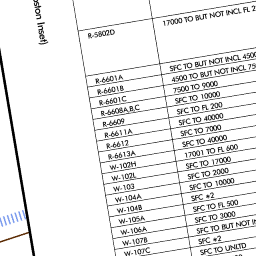 ston Inset)
R-5802D 17000 TO BUT NOT INCL FL 2
R-6601A SFC TO BUT NOT INCL 4500
R-6601B 4500 TO BUT NOT INCL 75
R-6601C 7500 TO 9000
R-6608A,B,C SFC TO 10000
R-6609 SFC TO FL 200
R-6611A SFC TO 40000
R-6612 SFC TO 7000
R-6613A SFC TO 40000
W-102H 17001 TO FL 600
W-102L SFC TO 17000
W-103 SFC TO 2000
W-104A SFC TO 10000
W-104B SFC *2
W-105A SFC TO FL 500
W-106A SFC TO 3000
W-107B SFC TO BUT NOT IN
W-107C SFC *2
SFC TO UNLTD